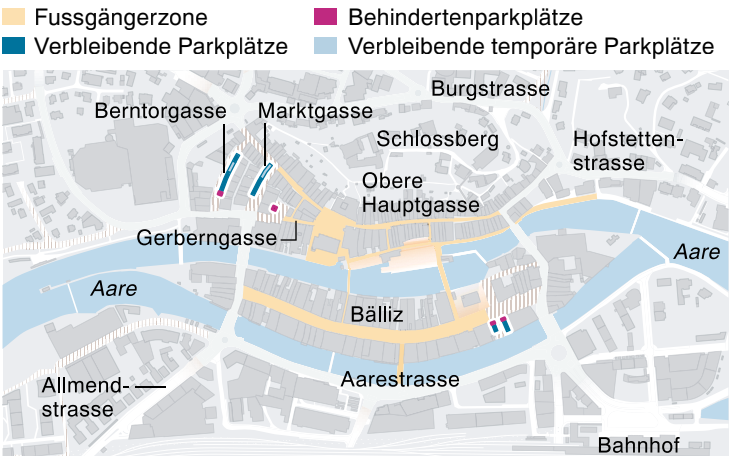 Fussgängerzone
Behindertenparkplätze
Verbleibende Parkplätze
Verbleibende temporäre Parkplätze
Burgstrasse
Berntorgasse
Marktgasse
Schlossberg
Hofstetten-
strasse
Obere
Hauptgasse
Gerberngasse
Aare
Aare
Bälliz
Aarestrasse
Allmend-
strasse
Bahnhof